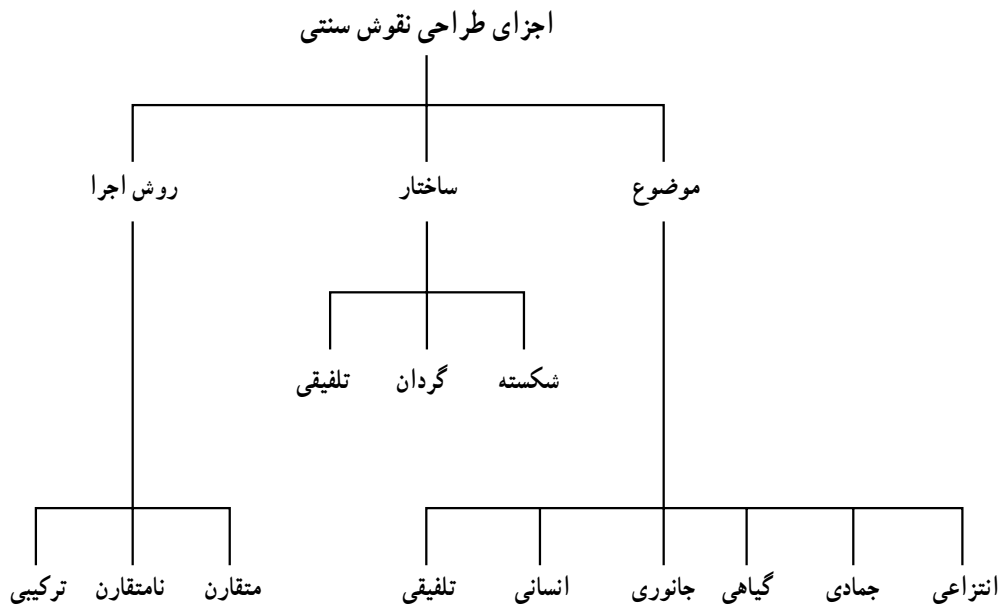 اجزای طراحی نقوش سنتی
موضوع ساختار روش اجرا
شکسته گردان تلفیقی
انتزاعی جمادی گیاهی جانوری انسانی تلفیقی متقارن نامتقارن ترکیبی